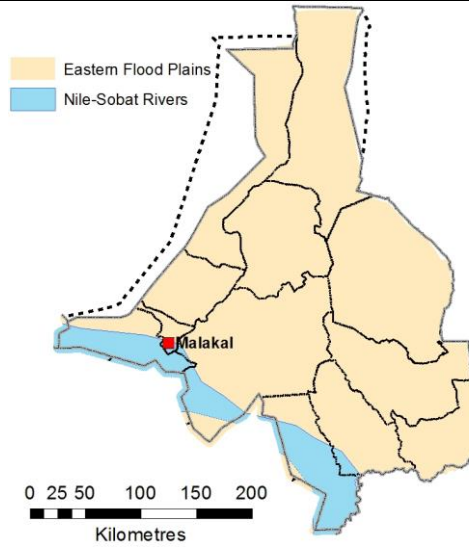 Eastern Flood Plains
Nile-Sobat Rivers
Malakal
0 25 50 100 150 200
Kilometres